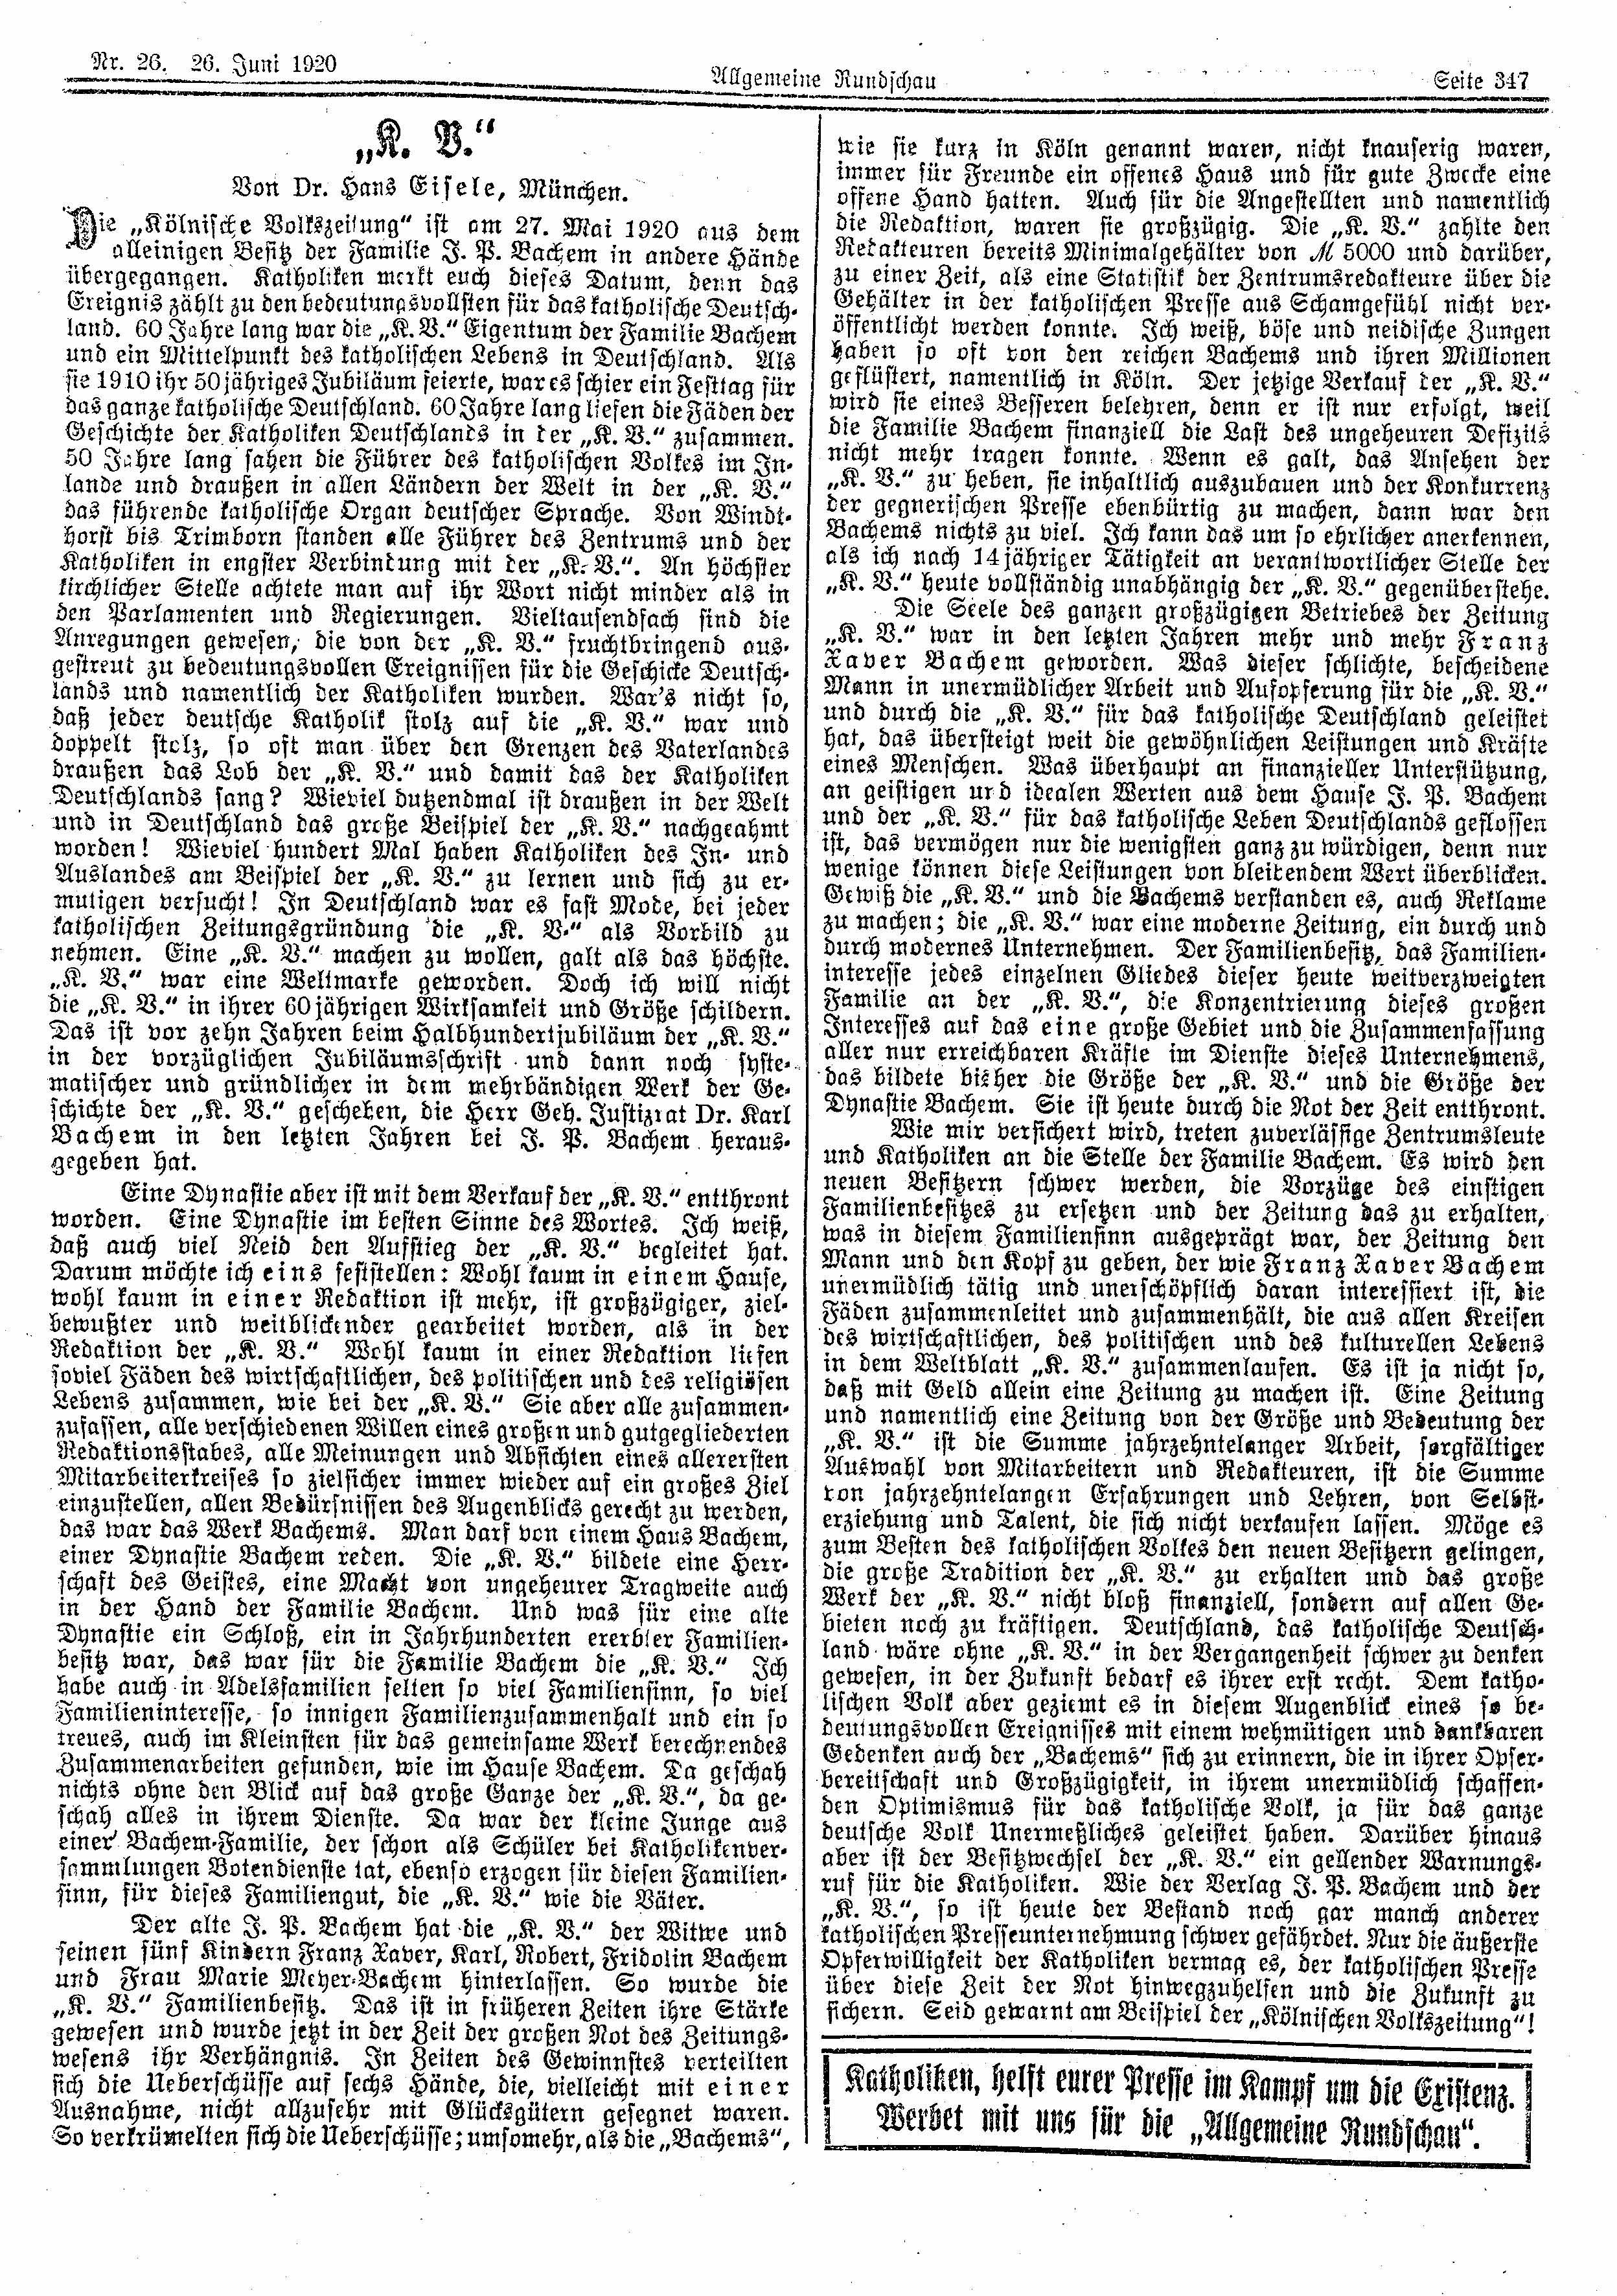 Nr. 26. 26. Juni 1920
Allgemeine Rundschau
Seite 347
„K. V.“
Von Dr. Hans Eisele, München.
Die „Kölnische Volkszeitung“ ist am 27. Mai 1920 aus dem
alleinigen Besitz der Familie J. P. Bachem in andere Hände
übergegangen. Katholiken merkt euch dieses Datum, denn das
Ereignis zählt zu den bedeutungsvollsten für das katholische Deutsch-
land. 60 Jahre lang war die „K. V.“ Eigentum der Familie Bachem
und ein Mittelpunkt des katholischen Lebens in Deutschland. Als
sie 1910 ihr 50jähriges Jubiläum feierte, war es schier ein Festtag für
das ganze katholische Deutschland. 60 Jahre lang liefen die Fäden der
Geschichte der Katholiken Deutschlands in der „K. V.“ zusammen.
50 Jahre lang sahen die Führer des katholischen Volkes im In-
lande und draußen in allen Ländern der Welt in der „K. V.“
das führende katholische Organ deutscher Sprache. Von Windt-
horst bis Trimborn standen alle Führer des Zentrums und der
Katholiken in engster Verbindung mit der „K. V.“. An höchster
kirchlicher Stelle achtete man auf ihr Wort nicht minder als in
den Parlamenten und Regierungen. Vieltausendfach sind die
Anregungen gewesen, die von der „K. V.“ fruchtbringend aus-
gestreut zu bedeutungsvollen Ereignissen für die Geschicke Deutsch-
lands und namentlich der Katholiken wurden. War's nicht so,
daß jeder deutsche Katholik stolz auf die „K. V.“ war und
doppelt stolz, so oft man über den Grenzen des Vaterlandes
draußen das Lob der „K. V.“ und damit das der Katholiken
Deutschlands sang? Wieviel dutzendmal ist draußen in der Welt
und in Deutschland das große Beispiel der „K. V.“ nachgeahmt
worden! Wieviel hundert Mal haben Katholiken des In- und
Auslandes am Beispiel der „K. V.“ zu lernen und sich zu er-
mutigen versucht! In Deutschland war es fast Mode, bei jeder
katholischen Zeitungsgründung die „K. V.“ als Vorbild zu
nehmen. Eine „K. V.“ machen zu wollen, galt als das höchste.
„K. V.“ war eine Weltmarke geworden. Doch ich will nicht
die „K. V.“ in ihrer 60jährigen Wirksamkeit und Größe schildern.
Das ist vor zehn Jahren beim Halbhundertjubiläum der „K. V.“
in der vorzüglichen Jubiläumsschrift und dann noch syste-
matischer und gründlicher in dem mehrbändigen Werk der Ge-
schichte der „K. V.“ geschehen, die Herr Geh. Justizrat Dr. Karl
Bachem in den letzten Jahren bei J. P. Bachem heraus-
gegeben hat.
Eine Dynastie aber ist mit dem Verkauf der „K. V.“ entthront
worden. Eine Dynastie im besten Sinne des Wortes. Ich weiß,
daß auch viel Neid den Aufstieg der „K. V.“ begleitet hat.
Darum möchte ich eins feststellen: Wohl kaum in einem Hause,
wohl kaum in einer Redaktion ist mehr, ist großzügiger, ziel-
bewußter und weitblickender gearbeitet worden, als in der
Redaktion der „K. V.“ Wohl kaum in einer Redaktion liefen
soviel Fäden des wirtschaftlichen, des politischen und des religiösen
Lebens zusammen, wie bei der „K. V.“ Sie aber alle zusammen-
zufassen, alle verschiedenen Willen eines großen und gutgegliederten
Redaktionsstabes, alle Meinungen und Absichten eines allerersten
Mitarbeiterkreises so zielsicher immer wieder auf ein großes Ziel
einzustellen, allen Bedürfnissen des Augenblicks gerecht zu werden,
das war das Werk Bachems. Man darf von einem Haus Bachem,
einer Dynastie Bachem reden. Die „K. V.“ bildete eine Herr-
schaft des Geistes, eine Macht von ungeheurer Tragweite auch
in der Hand der Familie Bachem. Und was für eine alte
Dynastie ein Schloß, ein in Jahrhunderten ererbter Familien-
besitz war, das war für die Familie Bachem die „K. V.“ Ich
habe auch in Adelsfamilien selten so viel Familiensinn, so viel
Familieninteresse, so innigen Familienzusammenhalt und ein so
treues, auch im Kleinsten für das gemeinsame Werk berechnendes
Zusammenarbeiten gefunden, wie im Hause Bachem. Da geschah
nichts ohne den Blick auf das große Ganze der „K. V.“, da ge-
schah alles in ihrem Dienste. Da war der kleine Junge aus
einer Bachem-Familie, der schon als Schüler bei Katholikenver-
sammlungen Botendienste tat, ebenso erzogen für diesen Familien-
sinn, für dieses Familiengut, die „K. V.“ wie die Väter.
Der alte J. P. Bachem hat die „K. V.“ der Witwe und
seinen fünf Kindern Franz Xaver, Karl, Robert, Fridolin Bachem
und Frau Marie Meyer-Bachem hinterlassen. So wurde die
„K. V.“ Familienbesitz. Das ist in früheren Zeiten ihre Stärke
gewesen und wurde jetzt in der Zeit der großen Not des Zeitungs-
wesens ihr Verhängnis. In Zeiten des Gewinnstes verteilten
sich die Ueberschüsse auf sechs Hände, die, vielleicht mit einer
Ausnahme, nicht allzusehr mit Glücksgütern gesegnet waren.
So verkrümelten sich die Ueberschüsse; umsomehr, als die „Bachems“,
wie sie kurz in Köln genannt waren, nicht knauserig waren,
immer für Freunde ein offenes Haus und für gute Zwecke eine
offene Hand hatten. Auch für die Angestellten und namentlich
die Redaktion, waren sie großzügig. Die „K. V.“ zahlte den
Redakteuren bereits Minimalgehälter von M 5000 und darüber,
zu einer Zeit, als eine Statistik der Zentrumsredakteure über die
Gehälter in der katholischen Presse aus Schamgefühl nicht ver-
öffentlicht werden konnte. Ich weiß, böse und neidische Zungen
haben so oft von den reichen Bachems und ihren Millionen
geflüstert, namentlich in Köln. Der jetzige Verkauf der „K. V.“
wird sie eines Besseren belehren, denn er ist nur erfolgt, weil
die Familie Bachem finanziell die Last des ungeheuren Defizits
nicht mehr tragen konnte. Wenn es galt, das Ansehen der
„K. V.“ zu heben, sie inhaltlich auszubauen und der Konkurrenz
der gegnerischen Presse ebenbürtig zu machen, dann war den
Bachems nichts zu viel. Ich kann das um so ehrlicher anerkennen,
als ich nach 14jähriger Tätigkeit an verantwortlicher Stelle der
„K. V.“ heute vollständig unabhängig der „K. V.“ gegenüberstehe.
Die Seele des ganzen großzügigen Betriebes der Zeitung
„K. V.“ war in den letzten Jahren mehr und mehr Franz
Xaver Bachem geworden. Was dieser schlichte, bescheidene
Mann in unermüdlicher Arbeit und Aufopferung für die „K. V.“
und durch die „K. V.“ für das katholische Deutschland geleistet
hat, das übersteigt weit die gewöhnlichen Leistungen und Kräfte
eines Menschen. Was überhaupt an finanzieller Unterstützung,
an geistigen und idealen Werten aus dem Hause J. P. Bachem
und der „K. V.“ für das katholische Leben Deutschlands geflossen
ist, das vermögen nur die wenigsten ganz zu würdigen, denn nur
wenige können diese Leistungen von bleibendem Wert überblicken.
Gewiß die „K. V.“ und die Bachems verstanden es, auch Reklame
zu machen; die „K. V.“ war eine moderne Zeitung, ein durch und
durch modernes Unternehmen. Der Familienbesitz, das Familien-
interesse jedes einzelnen Gliedes dieser heute weitverzweigten
Familie an der „K. V.“, die Konzentrierung dieses großen
Interesses auf das eine große Gebiet und die Zusammenfassung
aller nur erreichbaren Kräfte im Dienste dieses Unternehmens,
das bildete bisher die Größe der „K. V.“ und die Größe der
Dynastie Bachem. Sie ist heute durch die Not der Zeit entthront.
Wie mir versichert wird, treten zuverlässige Zentrumsleute
und Katholiken an die Stelle der Familie Bachem. Es wird den
neuen Besitzern schwer werden, die Vorzüge des einstigen
Familienbesitzes zu ersetzen und der Zeitung das zu erhalten,
was in diesem Familiensinn ausgeprägt war, der Zeitung den
Mann und den Kopf zu geben, der wie Franz Xaver Bachem
unermüdlich tätig und unerschöpflich daran interessiert ist, die
Fäden zusammenleitet und zusammenhält, die aus allen Kreisen
des wirtschaftlichen, des politischen und des kulturellen Lebens
in dem Weltblatt „K. V.“ zusammenlaufen. Es ist ja nicht so,
daß mit Geld allein eine Zeitung zu machen ist. Eine Zeitung
und namentlich eine Zeitung von der Größe und Bedeutung der
„K. V.“ ist die Summe jahrzehntelanger Arbeit, sorgfältiger
Auswahl von Mitarbeitern und Redakteuren, ist die Summe
von jahrzehntelangen Erfahrungen und Lehren, von Selbst-
erziehung und Talent, die sich nicht verkaufen lassen. Möge es
zum Besten des katholischen Volkes den neuen Besitzern gelingen,
die große Tradition der „K. V.“ zu erhalten und das große
Werk der „K. V.“ nicht bloß finanziell, sondern auf allen Ge-
bieten noch zu kräftigen. Deutschland, das katholische Deutsch-
land wäre ohne „K. V.“ in der Vergangenheit schwer zu denken
gewesen, in der Zukunft bedarf es ihrer erst recht. Dem katho-
lischen Volk aber geziemt es in diesem Augenblick eines so be-
deutungsvollen Ereignisses mit einem wehmütigen und dankbaren
Gedenken auch der „Bachems“ sich zu erinnern, die in ihrer Opfer-
bereitschaft und Großzügigkeit, in ihrem unermüdlich schaffen-
den Optimismus für das katholische Volk, ja für das ganze
deutsche Volk Unermeßliches geleistet haben. Darüber hinaus
aber ist der Besitzwechsel der „K. V.“ ein gellender Warnungs-
ruf für die Katholiken. Wie der Verlag J. P. Bachem und der
„K. V.“, so ist heute der Bestand noch gar manch anderer
katholischen Presseunternehmung schwer gefährdet. Nur die äußerste
Opferwilligkeit der Katholiken vermag es, der katholischen Presse
über diese Zeit der Not hinwegzuhelfen und die Zukunft zu
sichern. Seid gewarnt am Beispiel der „Kölnischen Volkszeitung“!
Katholiken, helft eurer Presse im Kampf um die Existenz.
Werbet mit uns für die „Allgemeine Rundschau“.